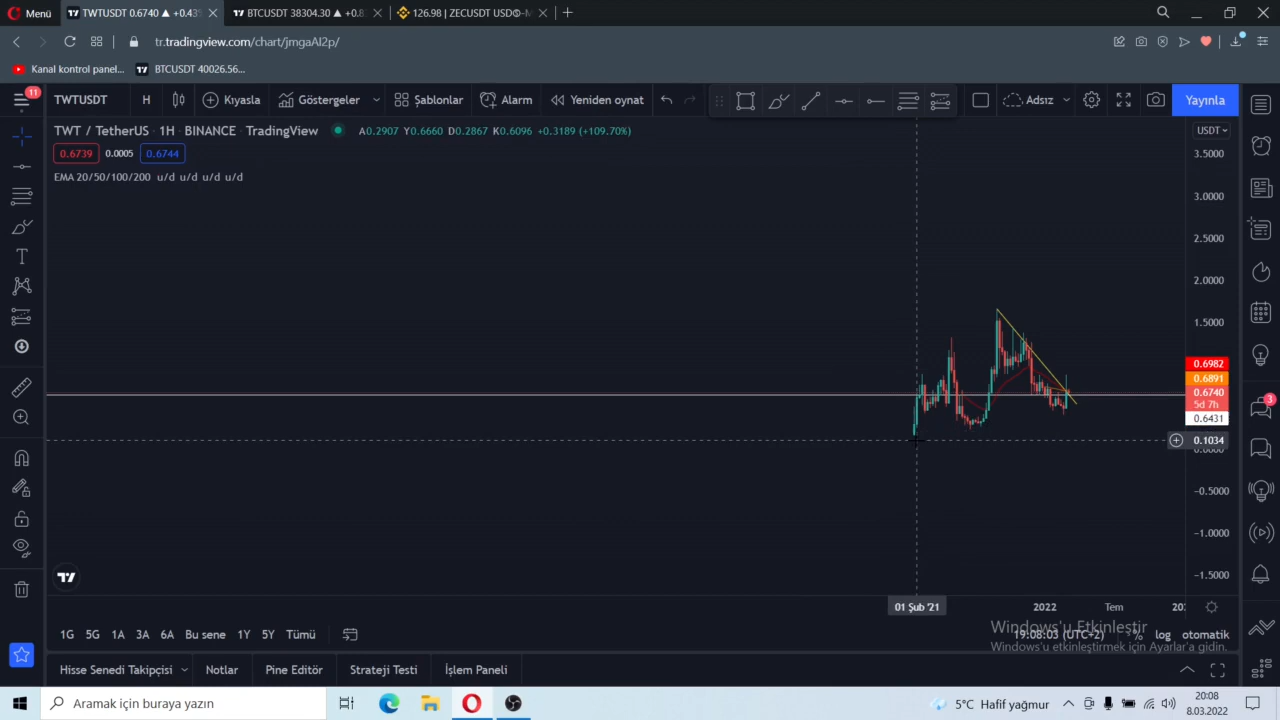 Menü
TWTUSDT 0.6740 ▲ +0.43%
BTCUSDT 38304.30 ▲ +0.8
126.98 | ZECUSDT USDⓈ-M
tr.tradingview.com/chart/jmgaAI2p/
Kanal kontrol panel...
BTCUSDT 40026.56...
11
TWTUSDT
H
Kıyasla
Göstergeler
Şablonlar
Alarm
Yeniden oynat
Adsız
Yayınla
TWT / TetherUS · 1H · BINANCE · TradingView
A0.2907 Y0.6660 D0.2867 K0.6096 +0.3189 (+109.70%)
USDT
0.6739
0.0005
0.6744
EMA 20/50/100/200 u/d u/d u/d u/d
3.5000
3.0000
2.5000
2.0000
1.5000
0.6982
0.6891
0.6740
5d 7h
0.6431
0.1034
0.0000
−0.5000
−1.0000
−1.5000
3
01 Şub '21
2022
Tem
Windows'u Etkinleştir
Windows'u etkinleştirmek için Ayarlar'a gidin.
1G
5G
1A
3A
6A
Bu sene
1Y
5Y
Tümü
19:08:03 (UTC+2)
%
log
otomatik
Hisse Senedi Takipçisi
Notlar
Pine Editör
Strateji Testi
İşlem Paneli
Aramak için buraya yazın
5°C Hafif yağmur
20:08
8.03.2022